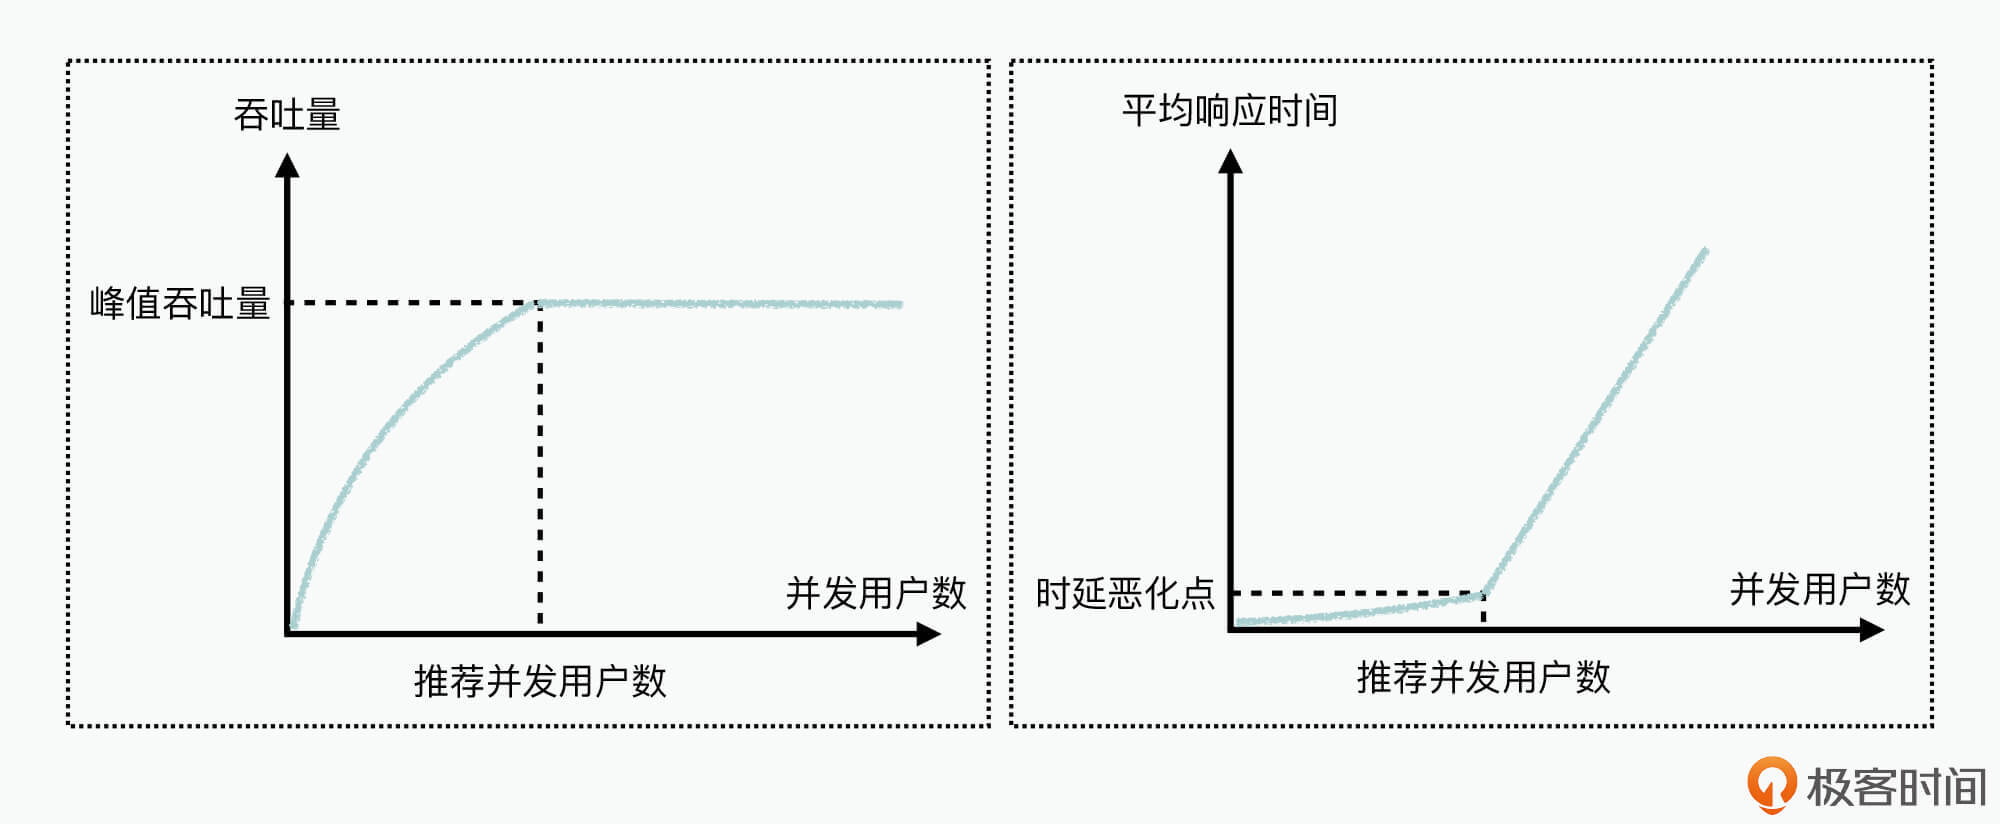 吞吐量
峰值吞吐量
并发用户数
推荐并发用户数
平均响应时间
时延恶化点
并发用户数
推荐并发用户数
极客时间